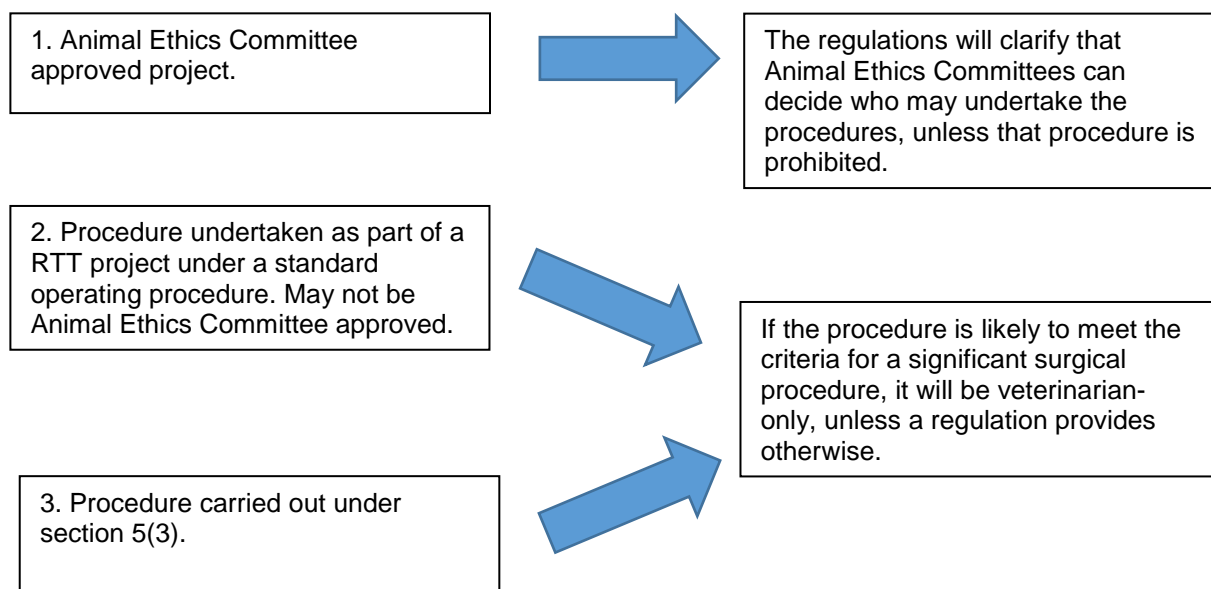 1. Animal Ethics Committee
approved project.
The regulations will clarify that
Animal Ethics Committees can
decide who may undertake the
procedures, unless that procedure is
prohibited.
2. Procedure undertaken as part of a
RTT project under a standard
operating procedure. May not be
Animal Ethics Committee approved.
If the procedure is likely to meet the
criteria for a significant surgical
procedure, it will be veterinarian-
only, unless a regulation provides
otherwise.
3. Procedure carried out under
section 5(3).